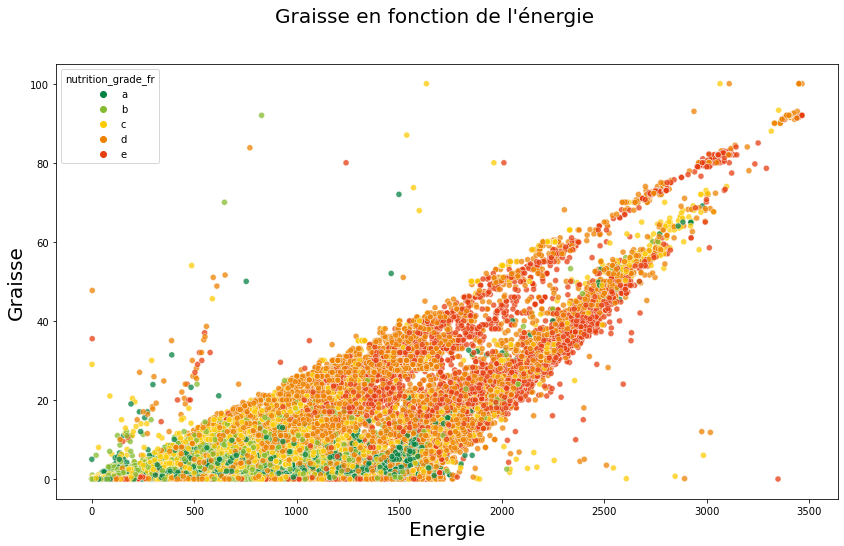 Graisse en fonction de l'énergie
nutrition_grade_fr
a
b
c
d
e
100
80
60
40
20
0
Graisse
0 500 1000 1500 2000 2500 3000 3500
Energie